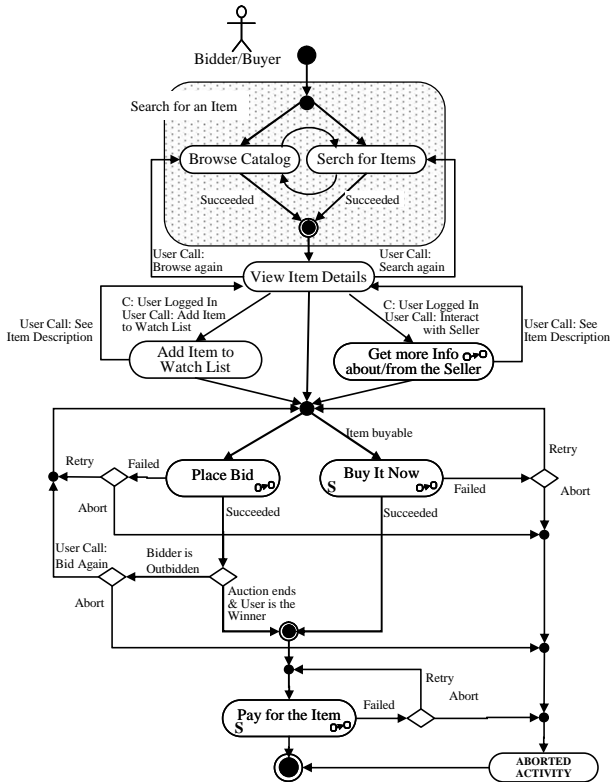 Bidder/Buyer
Search for an Item
Browse Catalog
Serch for Items
Succeeded
Succeeded
User Call:
Browse again
User Call:
Search again
View Item Details
C: User Logged In
User Call: Add Item
to Watch List
C: User Logged In
User Call: Interact
with Seller
User Call: See
Item Description
User Call: See
Item Description
Add Item to
Watch List
Get more Info
about/from the Seller
Item buyable
Retry
Failed
Place Bid
Buy It Now
S
Failed
Retry
Abort
Abort
Succeeded
Succeeded
User Call:
Bid Again
Bidder is
Outbidden
Abort
Auction ends
& User is the
Winner
Retry
Pay for the Item
S
Failed
Abort
ABORTED
ACTIVITY